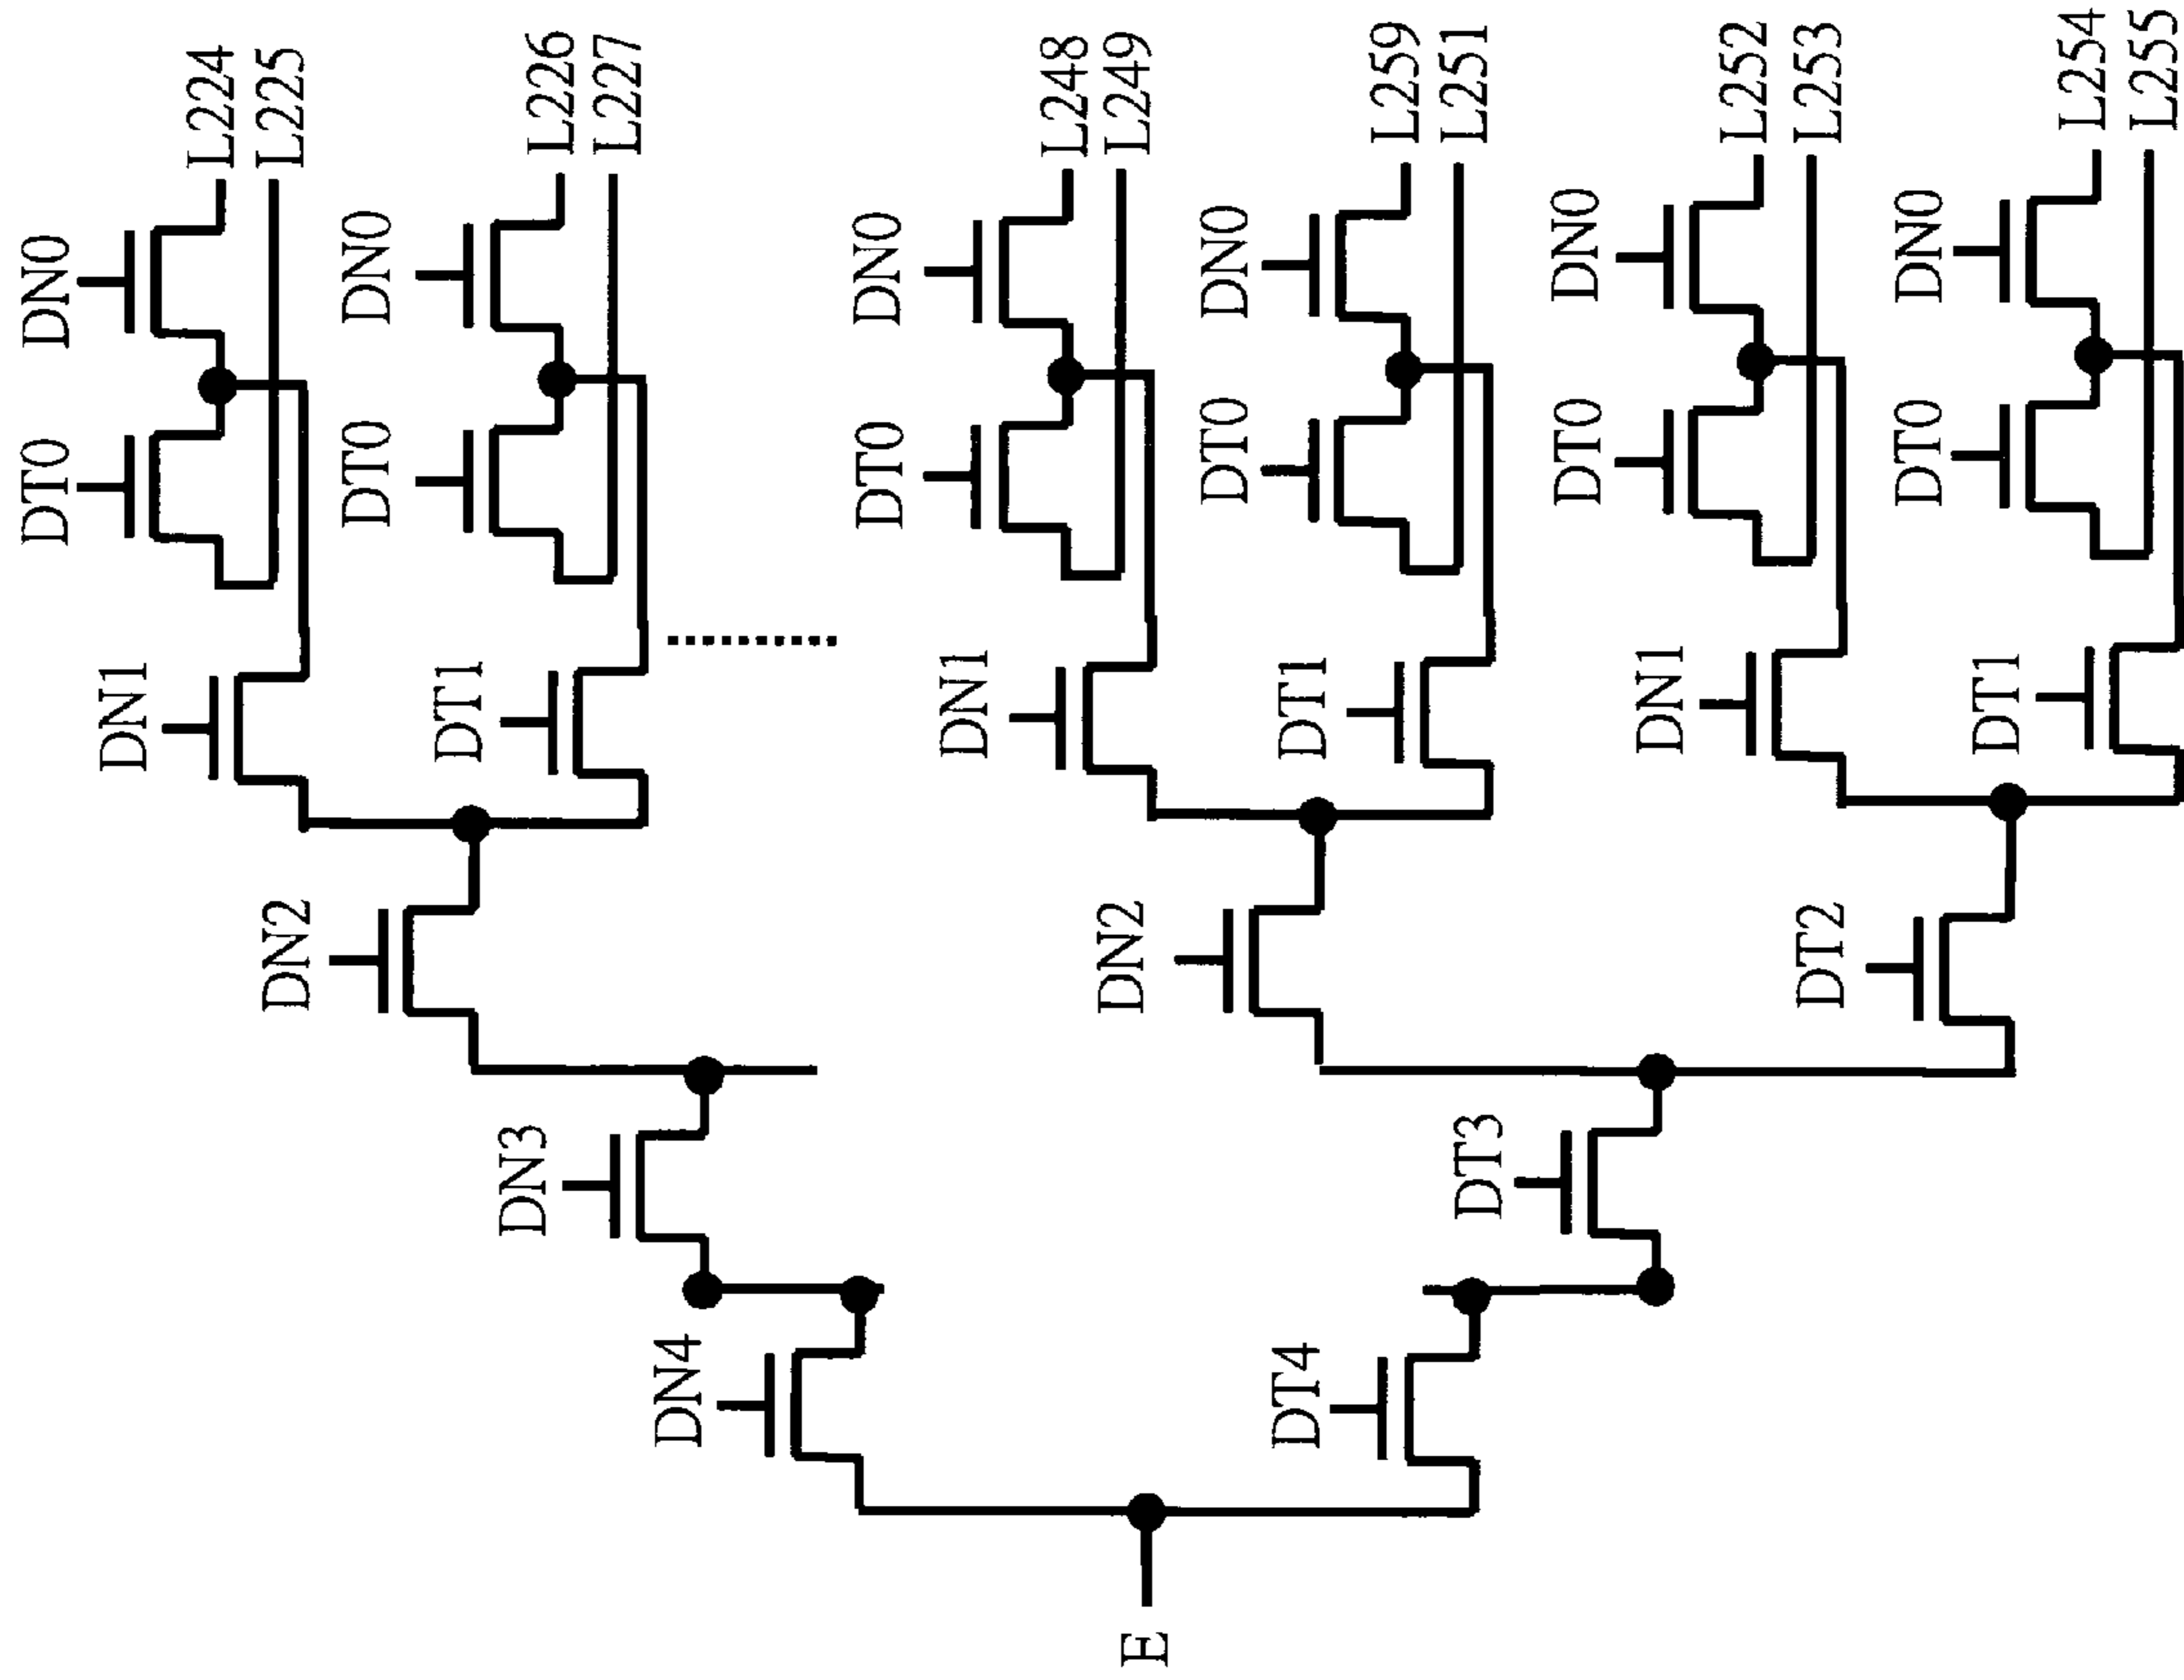 L224
L225
L226
L227
L248
L249
L259
L251
L252
L253
L254
L255
DN0
DN0
DN0
DN0
DN0
DN0
DT0
DT0
DT0
DT0
DT0
DT0
DN1
DT1
DN1
DT1
DN1
DT1
DN2
DN2
DT2
DN3
DT3
DN4
DT4
E